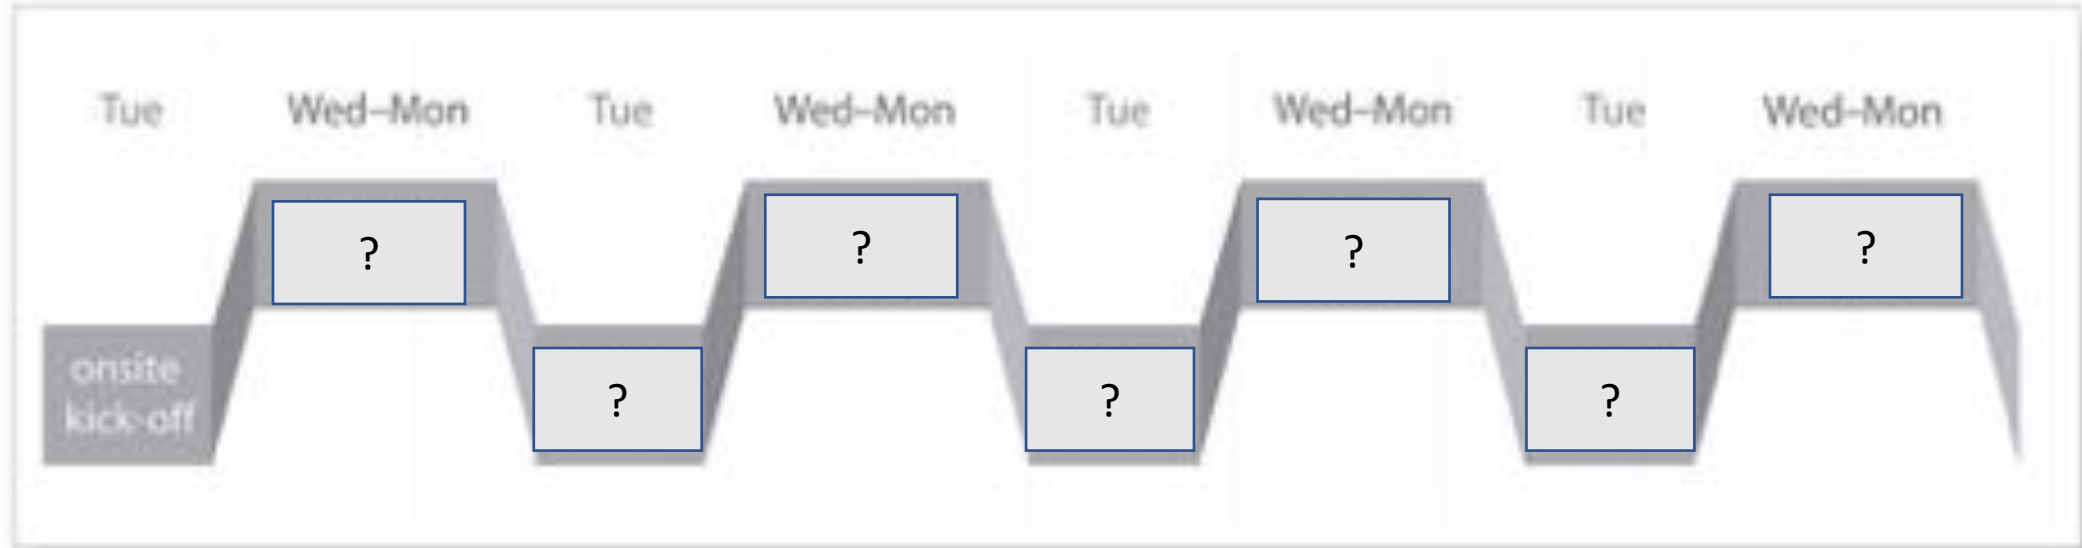 Tue Wed–Mon Tue Wed–Mon Tue Wed–Mon Tue Wed–Mon
? ? ? ?
onsite
kick-off
? ? ?